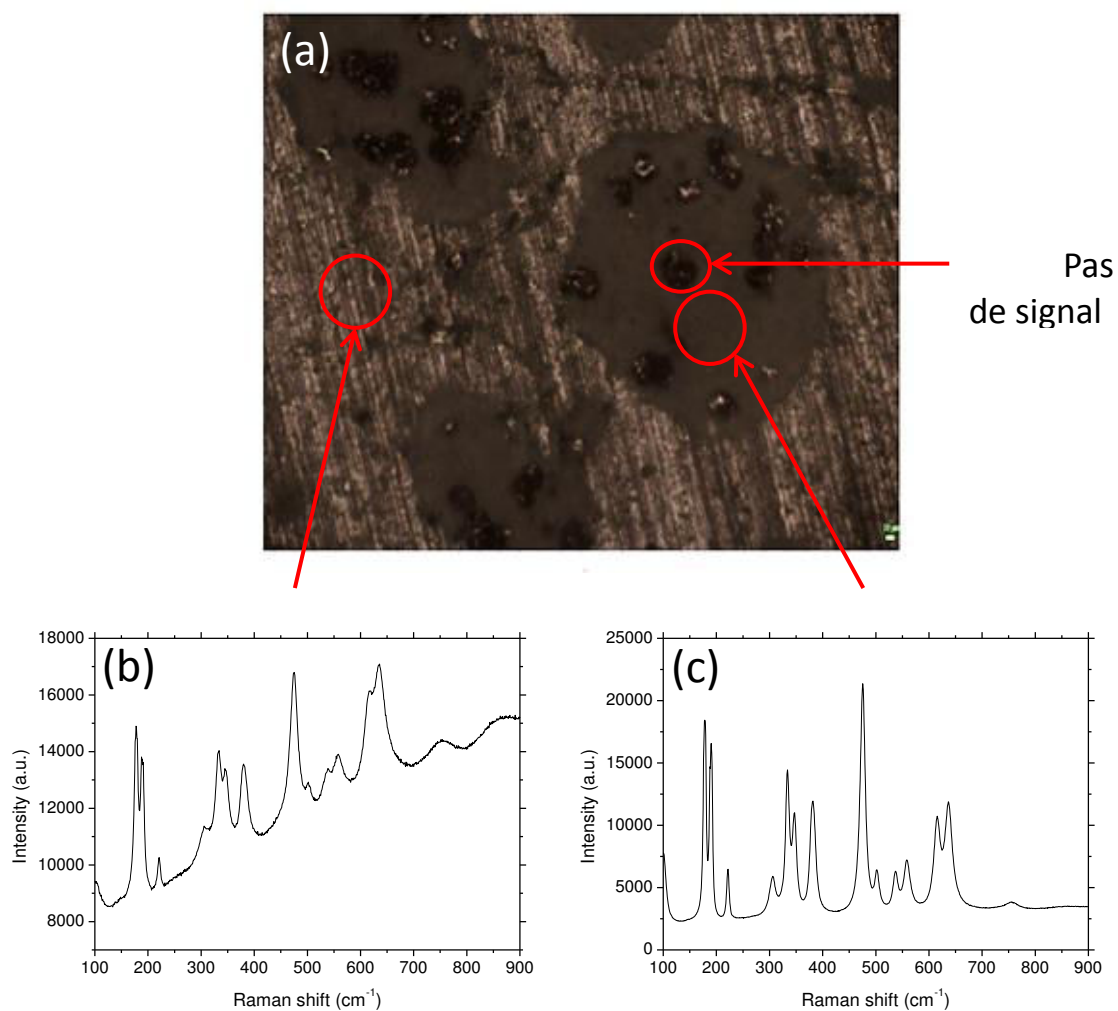 (a)
Pas
de signal
(b)
18000
16000
14000
12000
10000
8000
Intensity (a.u.)
100 200 300 400 500 600 700 800 900
Raman shift (cm⁻¹)
(c)
25000
20000
15000
10000
5000
0
Intensity (a.u.)
100 200 300 400 500 600 700 800 900
Raman shift (cm⁻¹)